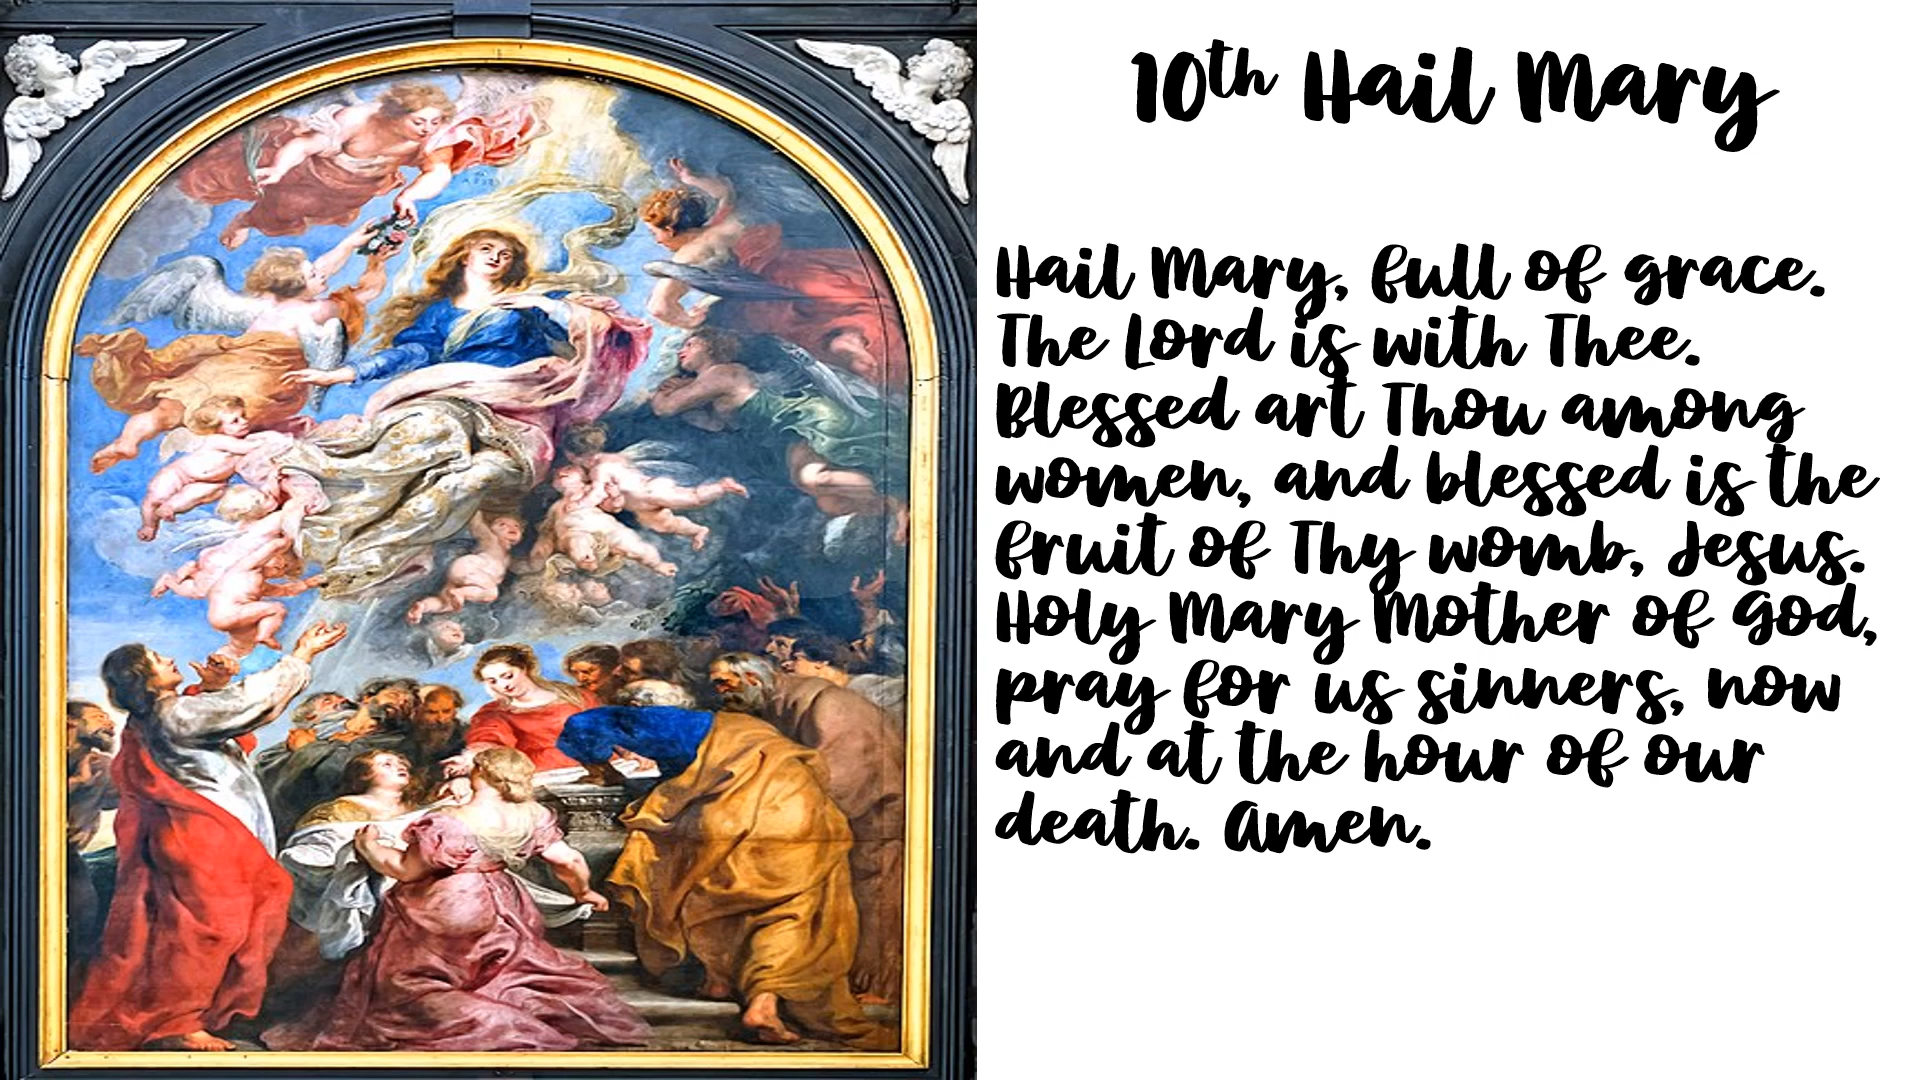 10th Hail Mary
Hail Mary, full of grace.
The Lord is with Thee.
Blessed art Thou among
women, and blessed is the
fruit of Thy womb, Jesus.
Holy Mary Mother of God,
pray for us sinners, now
and at the hour of our
death. Amen.